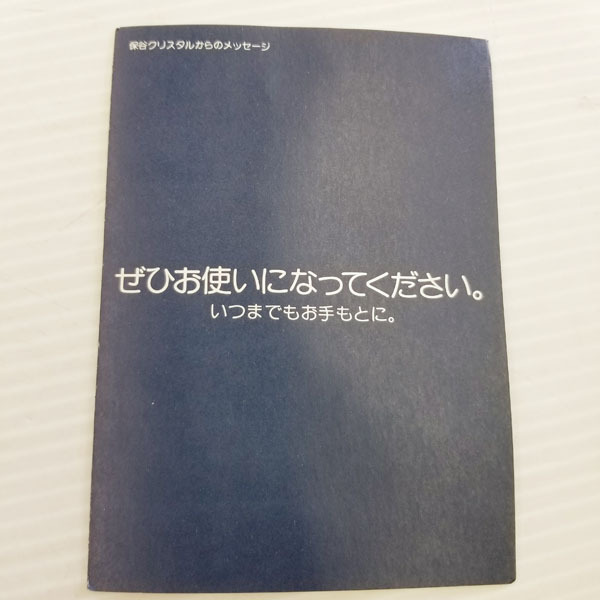 保谷クリスタルからのメッセージ
ぜひお使いになってください。
いつまでもお手もとに。